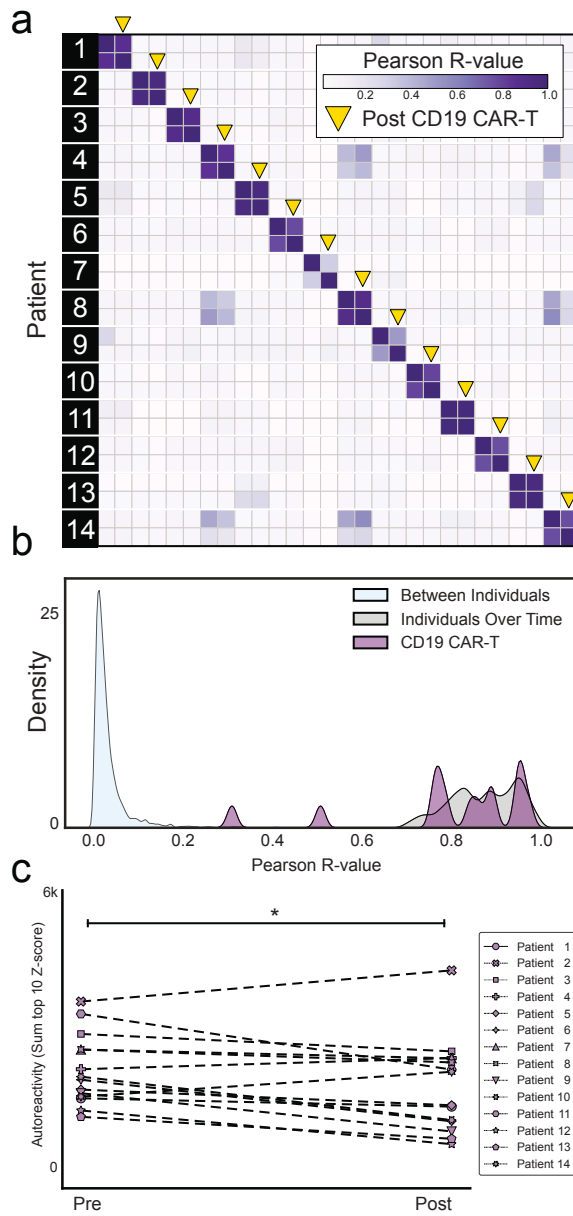 a
Pearson R-value
0.2 0.4 0.6 0.8 1.0
Post CD19 CAR-T
Patient
1
2
3
4
5
6
7
8
9
10
11
12
13
14
b
25
0
Density
Between Individuals
Individuals Over Time
CD19 CAR-T
0.0 0.2 0.4 0.6 0.8 1.0
Pearson R-value
c
6k
0
Autoreactivity (Sum top 10 Z-score)
*
Patient 1
Patient 2
Patient 3
Patient 4
Patient 5
Patient 6
Patient 7
Patient 8
Patient 9
Patient 10
Patient 11
Patient 12
Patient 13
Patient 14
Pre Post